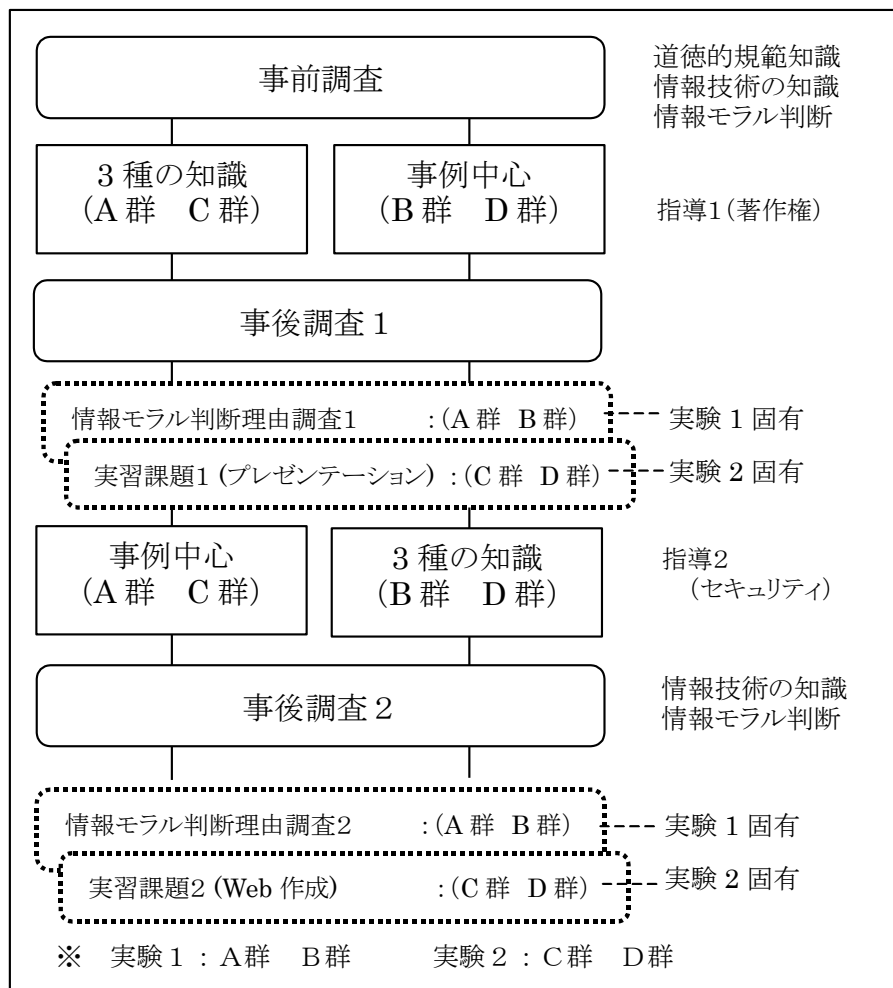 事前調査
道徳的規範知識
情報技術の知識
情報モラル判断
3種の知識
(A群 C群)
事例中心
(B群 D群)
指導1(著作権)
事後調査1
情報モラル判断理由調査1 :(A群 B群)
実験1固有
実習課題1(プレゼンテーション) :(C群 D群)
実験2固有
事例中心
(A群 C群)
3種の知識
(B群 D群)
指導2
(セキュリティ)
事後調査2
情報技術の知識
情報モラル判断
情報モラル判断理由調査2 :(A群 B群)
実験1固有
実習課題2(Web作成) :(C群 D群)
実験2固有
※ 実験1:A群 B群 実験2:C群 D群